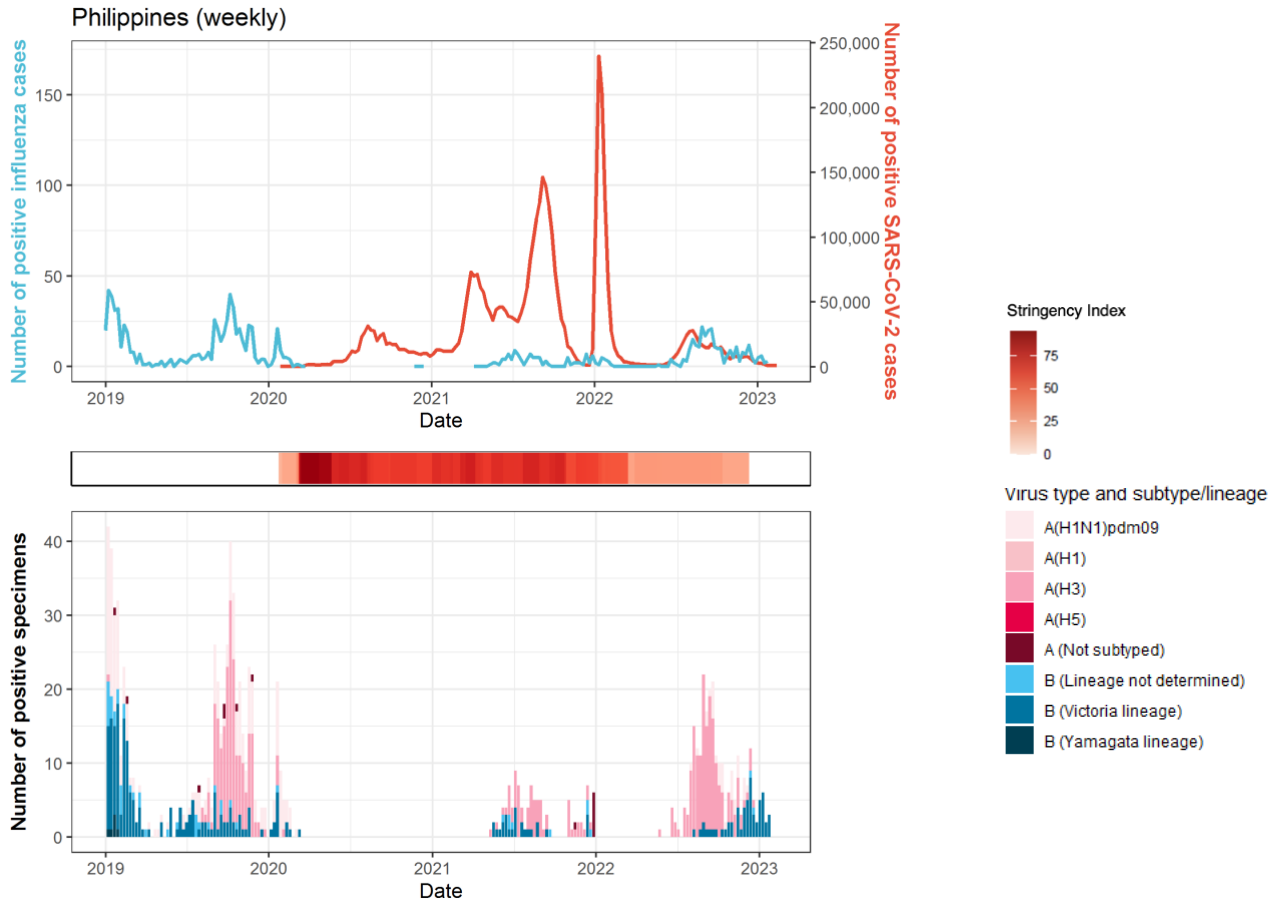 Philippines (weekly)
Number of positive influenza cases
150
100
50
0
250,000
200,000
150,000
100,000
50,000
0
Number of positive SARS-CoV-2 cases
2019 2020 2021 2022 2023
Date
Stringency Index
75
50
25
0
Number of positive specimens
40
30
20
10
0
2019 2020 2021 2022 2023
Date
Virus type and subtype/lineage
A(H1N1)pdm09
A(H1)
A(H3)
A(H5)
A (Not subtyped)
B (Lineage not determined)
B (Victoria lineage)
B (Yamagata lineage)